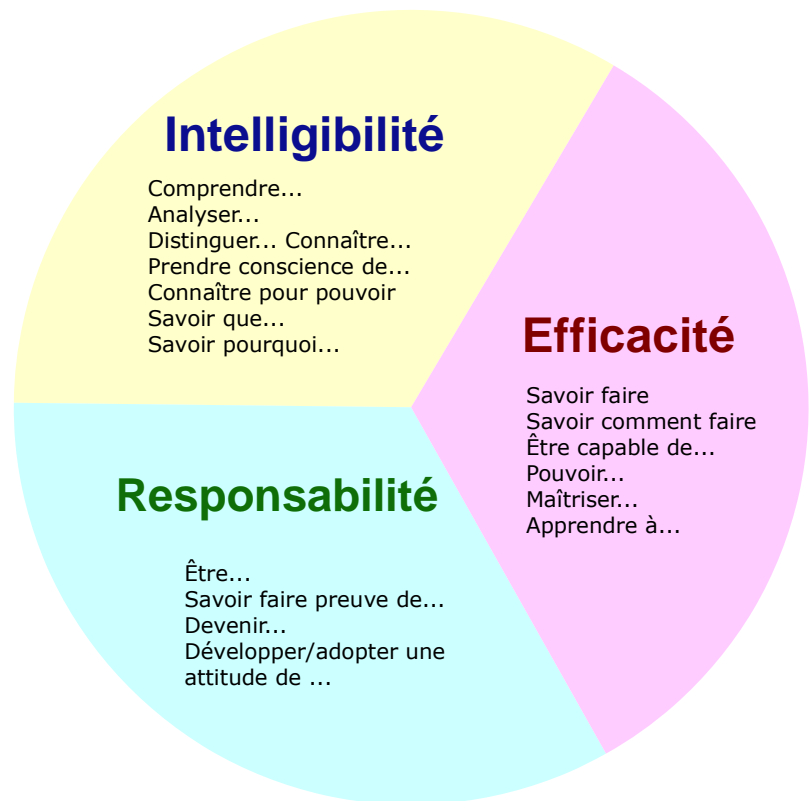 Intelligibilité
Comprendre...
Analyser...
Distinguer... Connaître...
Prendre conscience de...
Connaître pour pouvoir
Savoir que...
Savoir pourquoi...
Efficacité
Savoir faire
Savoir comment faire
Être capable de...
Pouvoir...
Maîtriser...
Apprendre à...
Responsabilité
Être...
Savoir faire preuve de...
Devenir...
Développer/adopter une
attitude de ...